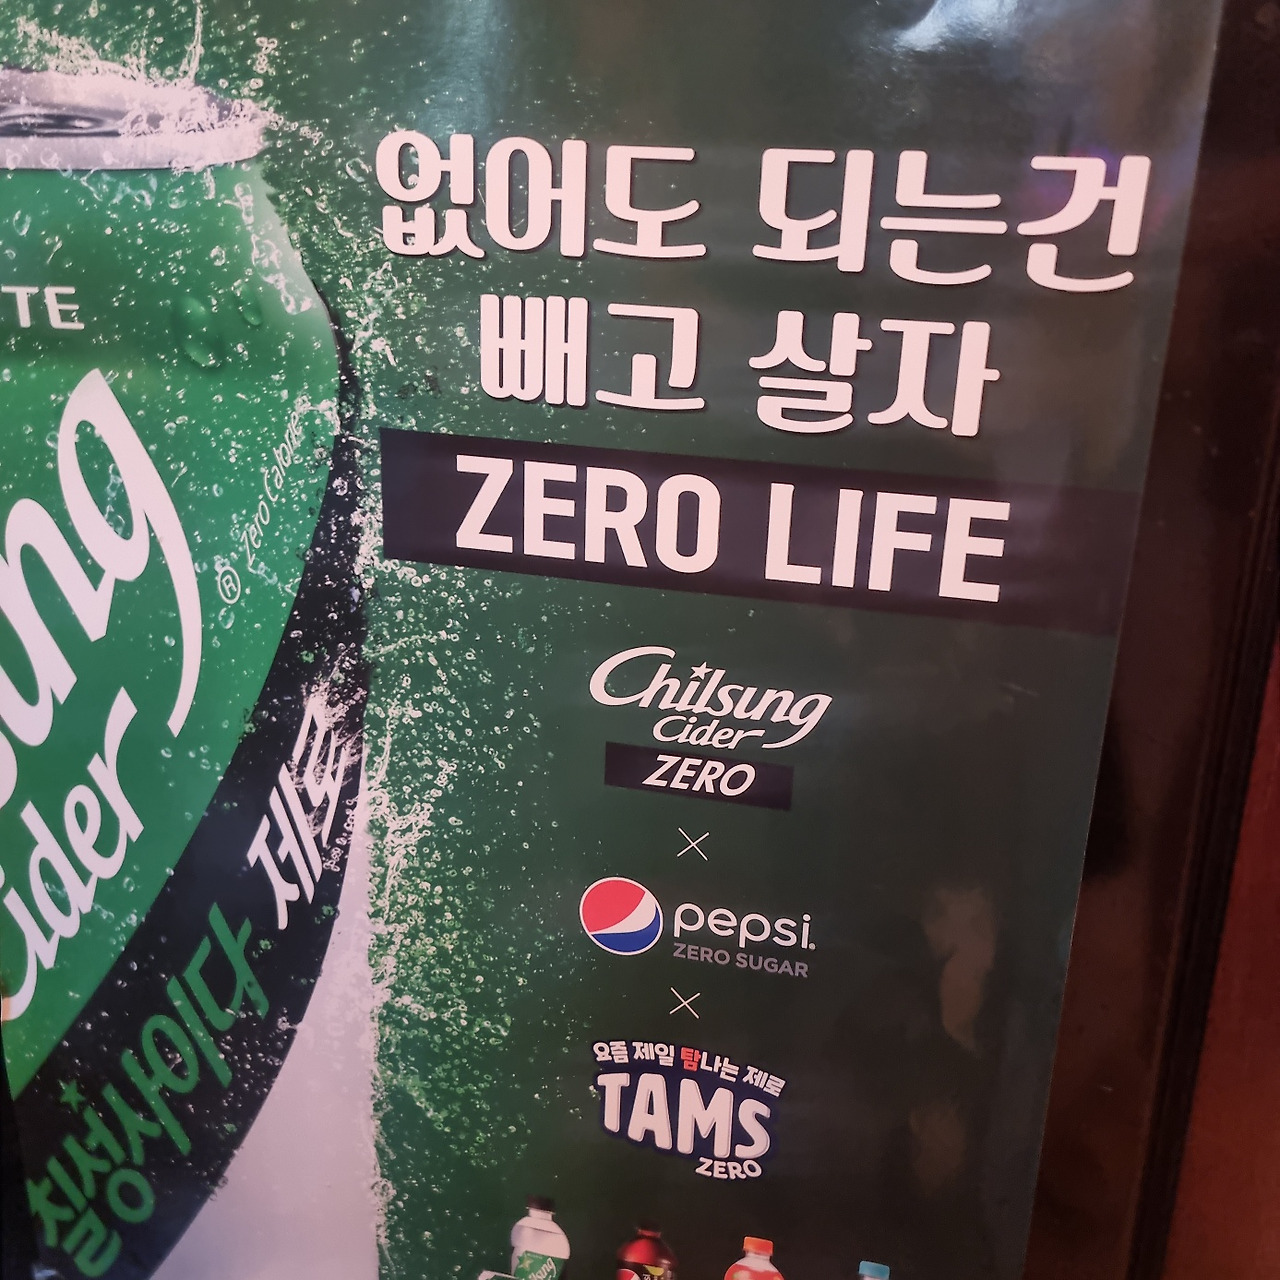 없어도 되는건
빼고 살자
ZERO LIFE
Chilsung
Cider
ZERO
×
pepsi
ZERO SUGAR
×
요즘 제일 탐나는 제로
TAMS
ZERO
TE
Cider
® Zero Calorie
칠성사이다 제로